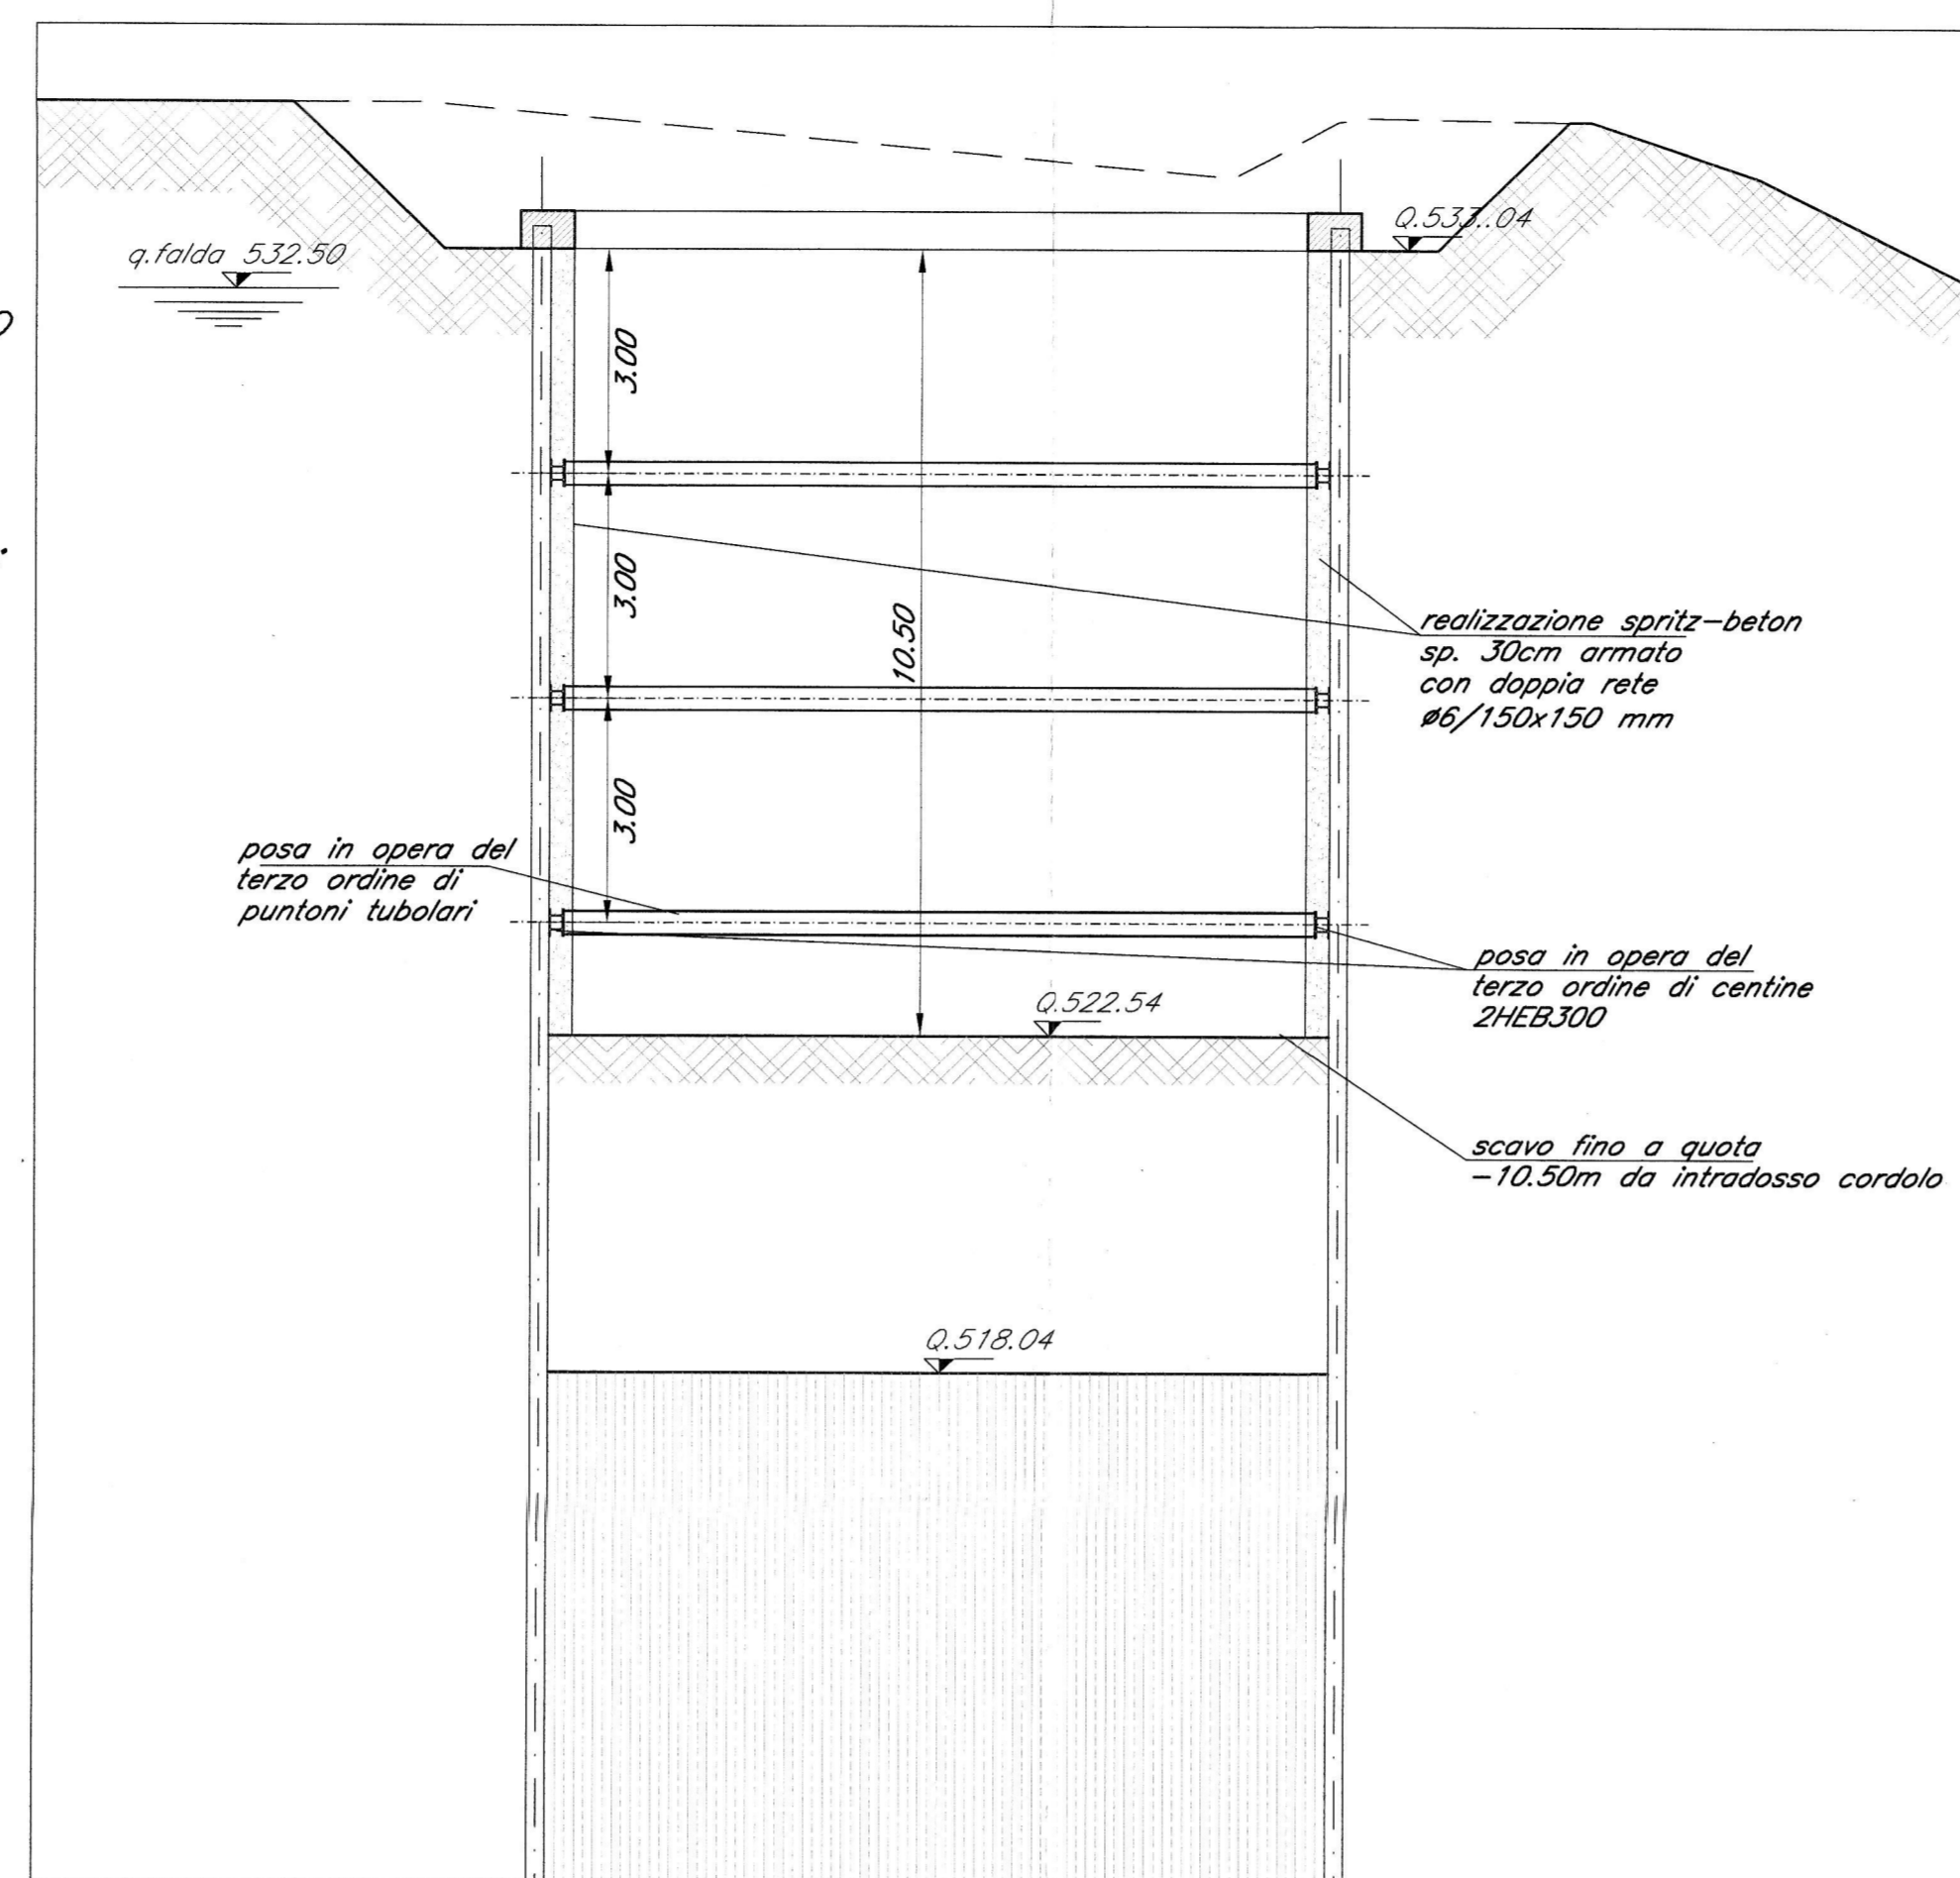 Q.533..04
q.falda 532.50
3.00
3.00
10.50
realizzazione spritz-beton
sp. 30cm armato
con doppia rete
ø6/150x150 mm
3.00
posa in opera del
terzo ordine di
puntoni tubolari
posa in opera del
terzo ordine di centine
2HEB300
Q.522.54
scavo fino a quota
-10.50m da intradosso cordolo
Q.518.04